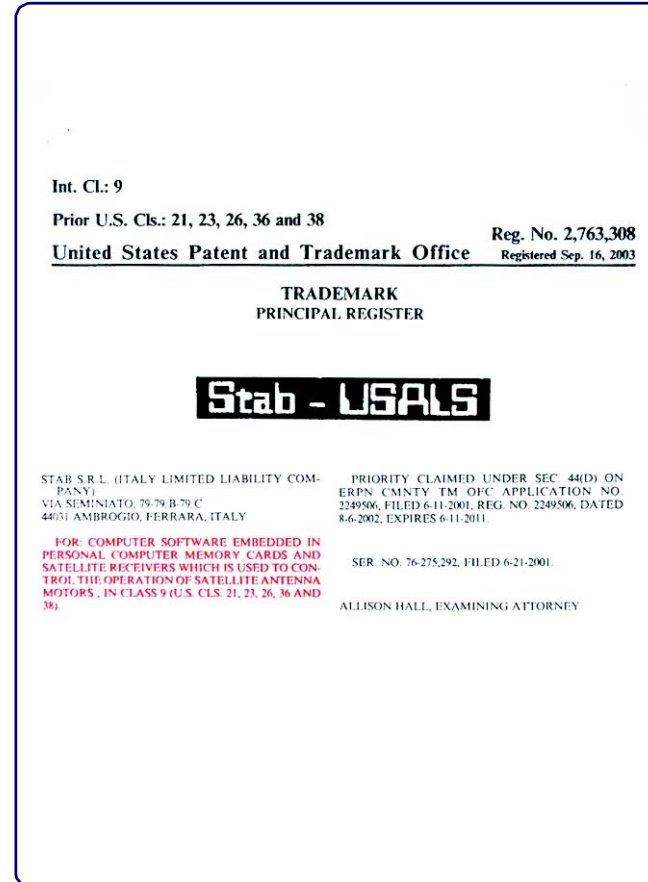 Int. Cl.: 9
Prior U.S. Cls.: 21, 23, 26, 36 and 38
United States Patent and Trademark Office
Reg. No. 2,763,308
Registered Sep. 16, 2003
TRADEMARK
PRINCIPAL REGISTER
Stab - USALS
STAB S.R.L. (ITALY LIMITED LIABILITY COM-
PANY)
VIA SEMINIATO, 79-79/B-79/C
44031 AMBROGIO, FERRARA, ITALY
FOR: COMPUTER SOFTWARE EMBEDDED IN
PERSONAL COMPUTER MEMORY CARDS AND
SATELLITE RECEIVERS WHICH IS USED TO CON-
TROL THE OPERATION OF SATELLITE ANTENNA
MOTORS , IN CLASS 9 (U.S. CLS. 21, 23, 26, 36 AND
38).
PRIORITY CLAIMED UNDER SEC. 44(D) ON
ERPN CMNTY TM OFC APPLICATION NO.
2249506, FILED 6-11-2001, REG. NO. 2249506, DATED
8-6-2002, EXPIRES 6-11-2011.
SER. NO. 76-275,292, FILED 6-21-2001.
ALLISON HALL, EXAMINING ATTORNEY